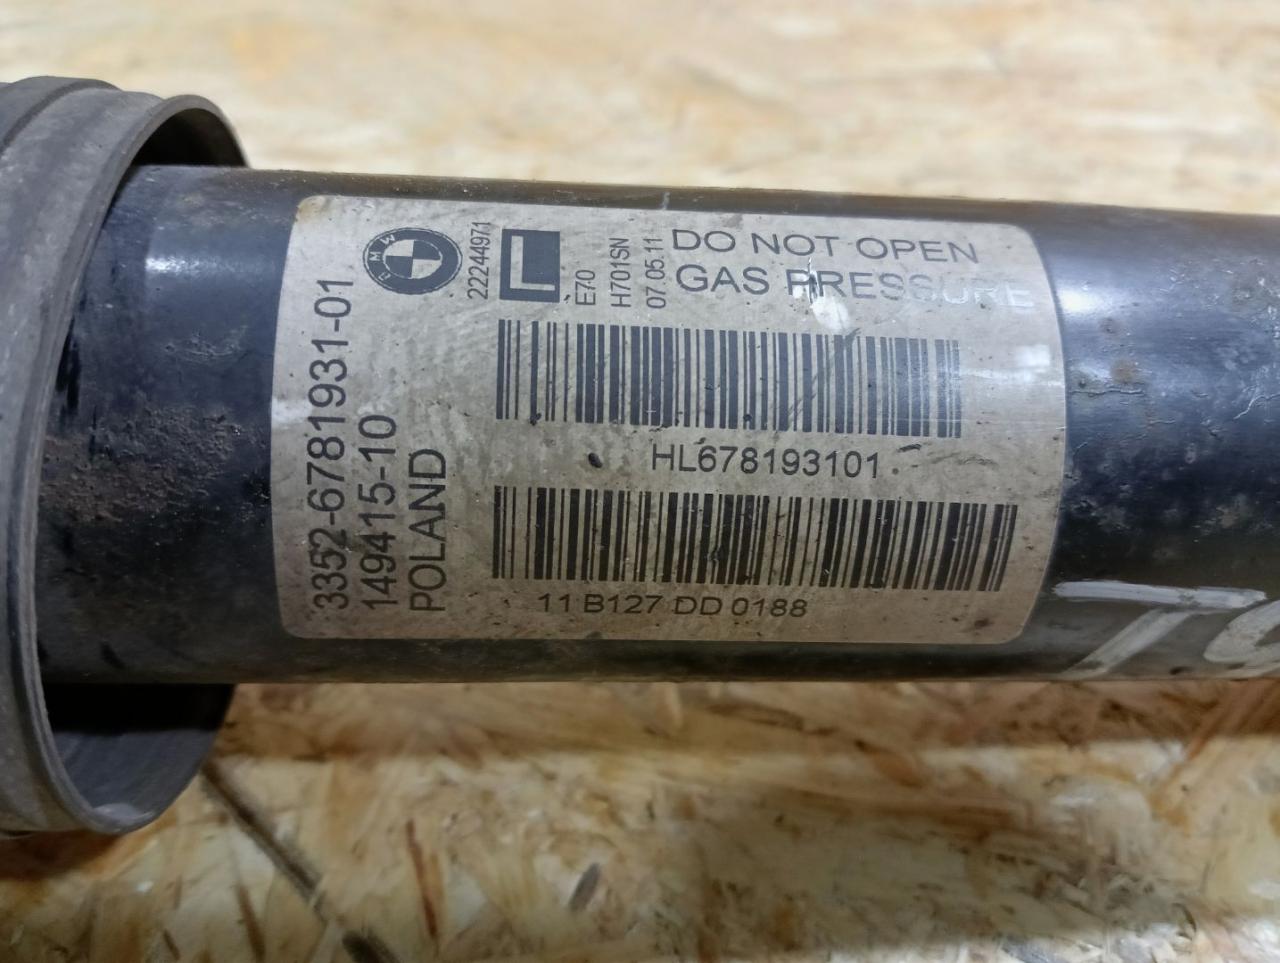 BMW
22244971
L
E70
H701SN
07.05.11
DO NOT OPEN
GAS PRESSURE
3352-6781931-01
149415-10
POLAND
HL678193101
11 B127 DD 0188